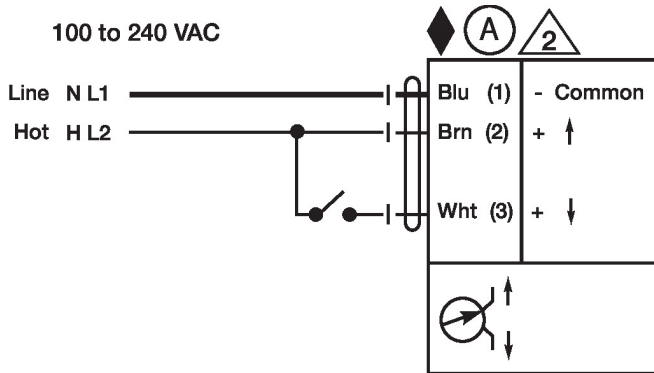 100 to 240 VAC
A
2
Line N L1
Blu (1) - Common
Hot H L2
Brn (2) + ↑
Wht (3) + ↓